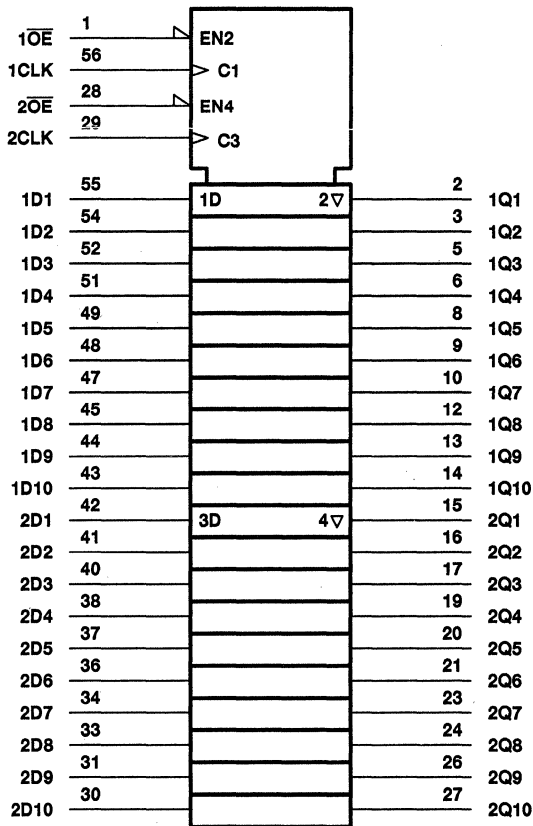 1O̅E̅ 1 EN2
1CLK 56 C1
2O̅E̅ 28 EN4
2CLK 29 C3
1D1 55 1D 2▽ 2 1Q1
1D2 54 3 1Q2
1D3 52 5 1Q3
1D4 51 6 1Q4
1D5 49 8 1Q5
1D6 48 9 1Q6
1D7 47 10 1Q7
1D8 45 12 1Q8
1D9 44 13 1Q9
1D10 43 14 1Q10
2D1 42 3D 4▽ 15 2Q1
2D2 41 16 2Q2
2D3 40 17 2Q3
2D4 38 19 2Q4
2D5 37 20 2Q5
2D6 36 21 2Q6
2D7 34 23 2Q7
2D8 33 24 2Q8
2D9 31 26 2Q9
2D10 30 27 2Q10